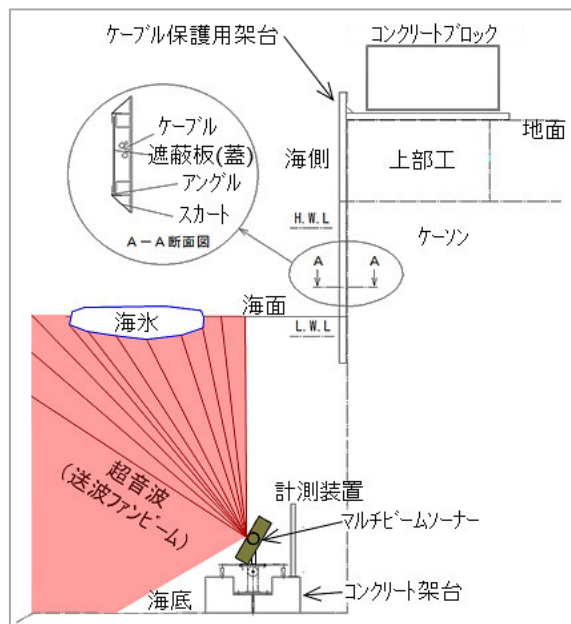 ケーブル保護用架台
コンクリートブロック
ケーブル
遮蔽板(蓋)
アングル
スカート
A－A断面図
海側
上部工
地面
H.W.L
ケーソン
A
A
海面
海氷
L.W.L
超音波
(送波ファンビーム)
計測装置
マルチビームソーナー
海底
コンクリート架台